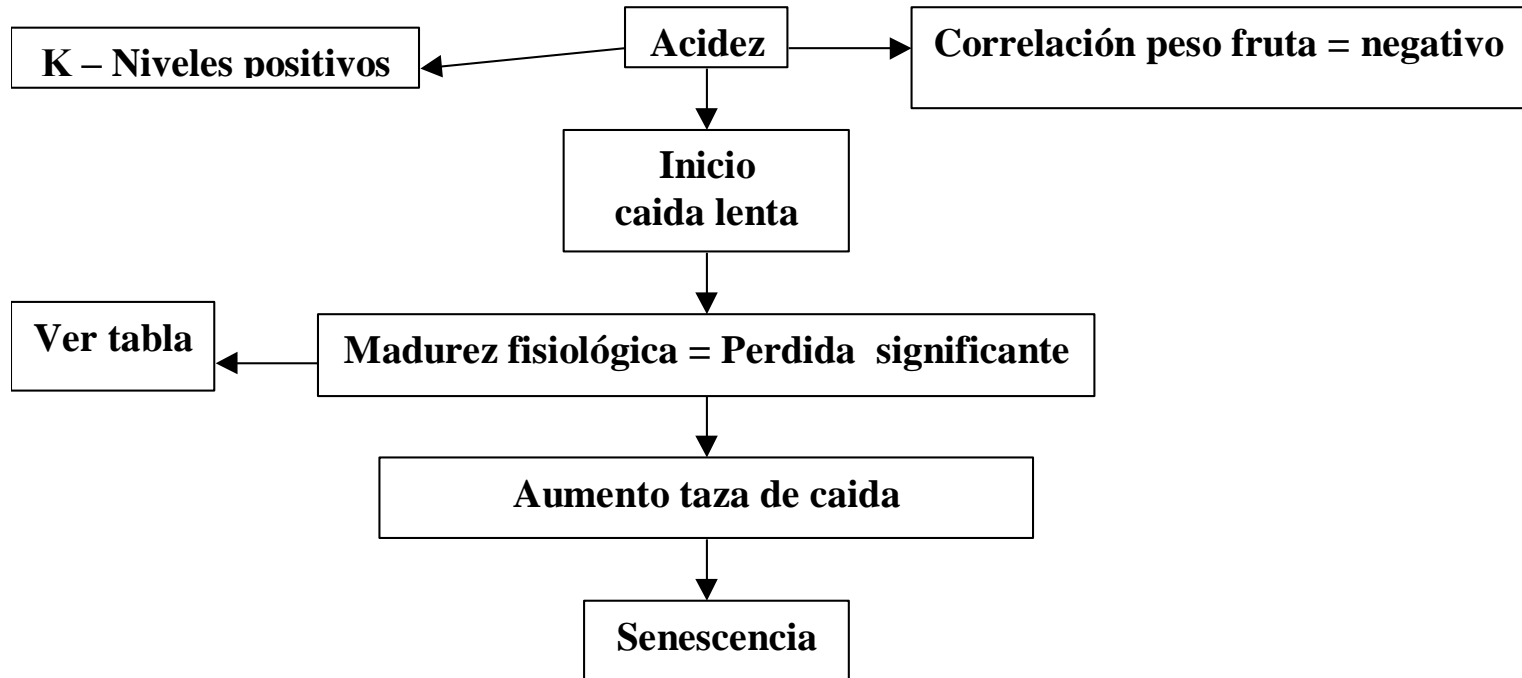 Acidez
K – Niveles positivos
Correlación peso fruta = negativo
Inicio
caida lenta
Ver tabla
Madurez fisiológica = Perdida significante
Aumento taza de caida
Senescencia